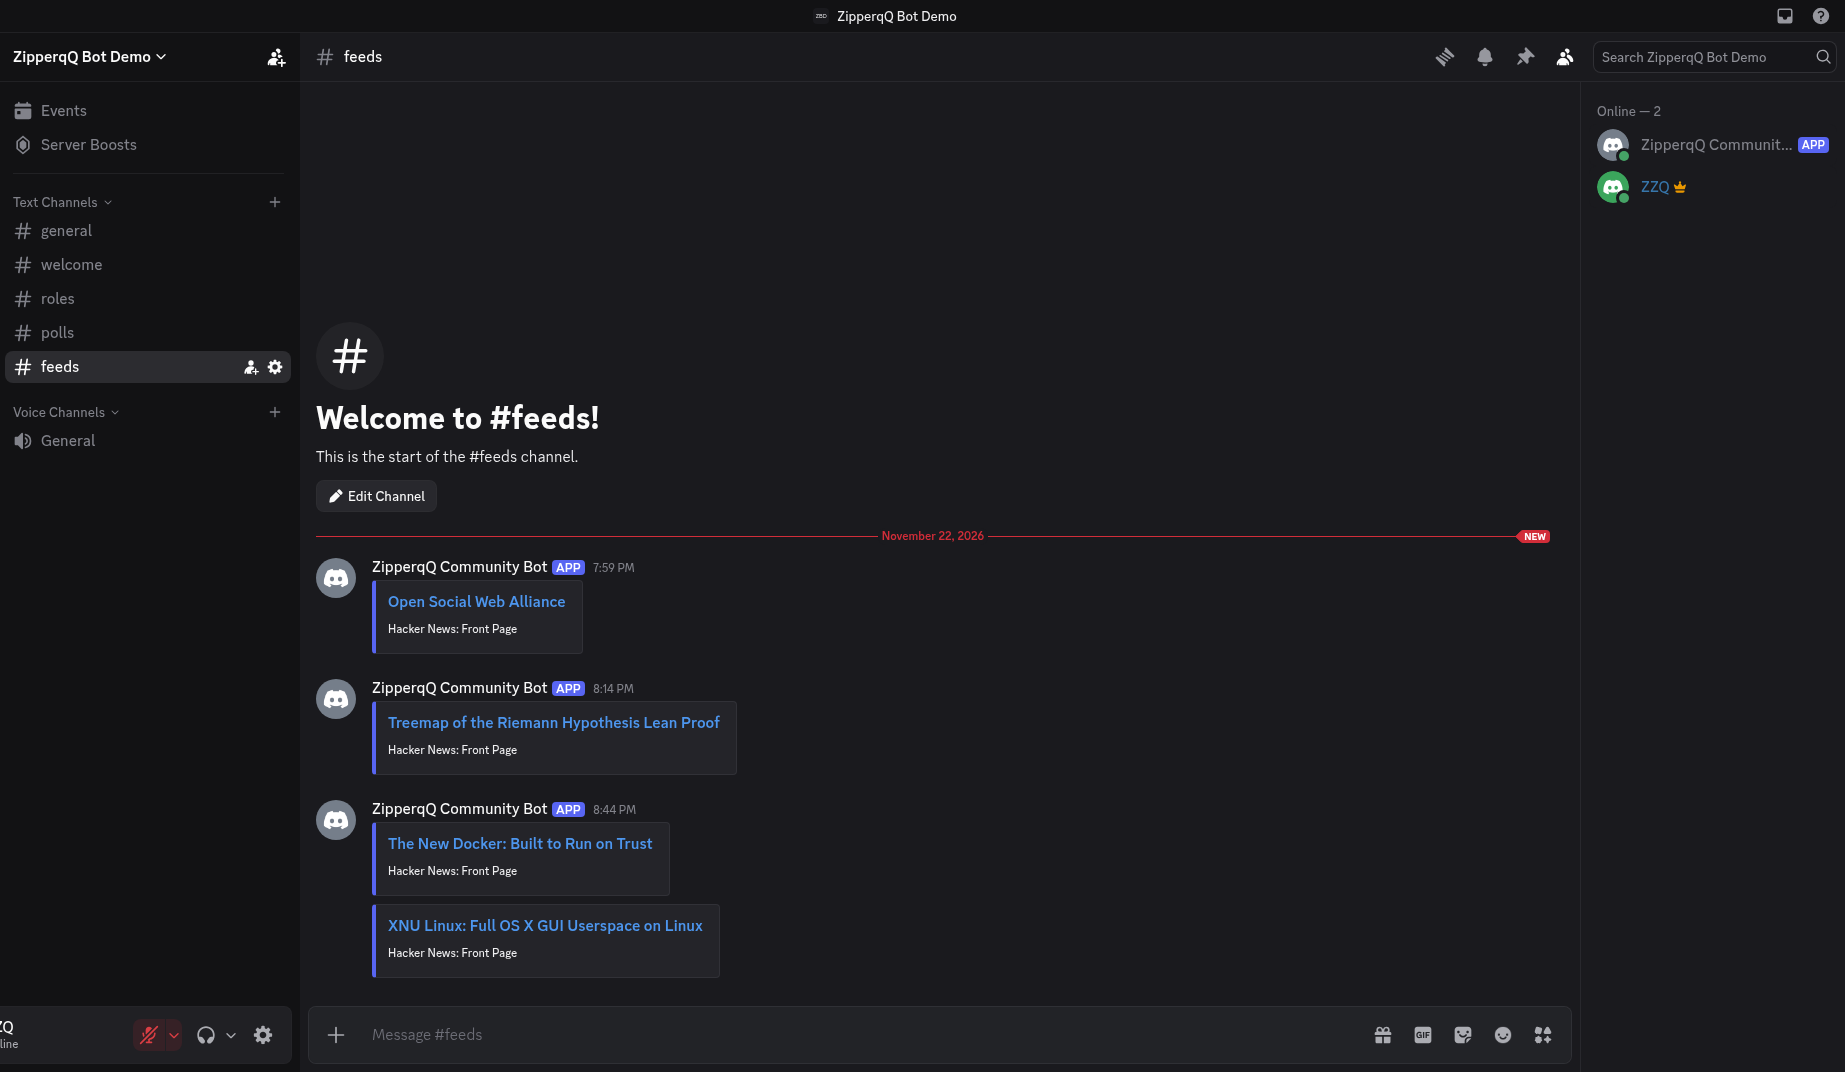 ZBD ZipperqQ Bot Demo
ZipperqQ Bot Demo
Events
Server Boosts
Text Channels
general
welcome
roles
polls
feeds
Voice Channels
General
ZQ
line
feeds
Search ZipperqQ Bot Demo
Welcome to #feeds!
This is the start of the #feeds channel.
Edit Channel
November 22, 2026 NEW
ZipperqQ Community Bot APP 7:59 PM
Open Social Web Alliance
Hacker News: Front Page
ZipperqQ Community Bot APP 8:14 PM
Treemap of the Riemann Hypothesis Lean Proof
Hacker News: Front Page
ZipperqQ Community Bot APP 8:44 PM
The New Docker: Built to Run on Trust
Hacker News: Front Page
XNU Linux: Full OS X GUI Userspace on Linux
Hacker News: Front Page
Message #feeds
GIF
Online — 2
ZipperqQ Communit... APP
ZZQ